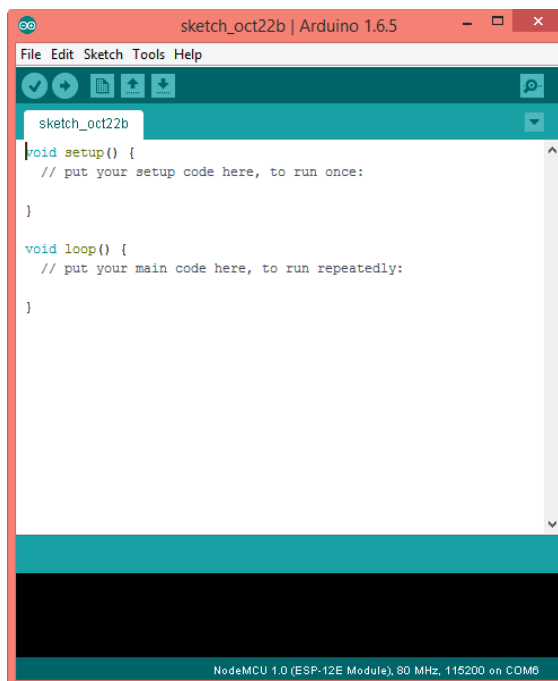 sketch_oct22b | Arduino 1.6.5
File Edit Sketch Tools Help
sketch_oct22b
void setup() {
// put your setup code here, to run once:
}
void loop() {
// put your main code here, to run repeatedly:
}
NodeMCU 1.0 (ESP-12E Module), 80 MHz, 115200 on COM6